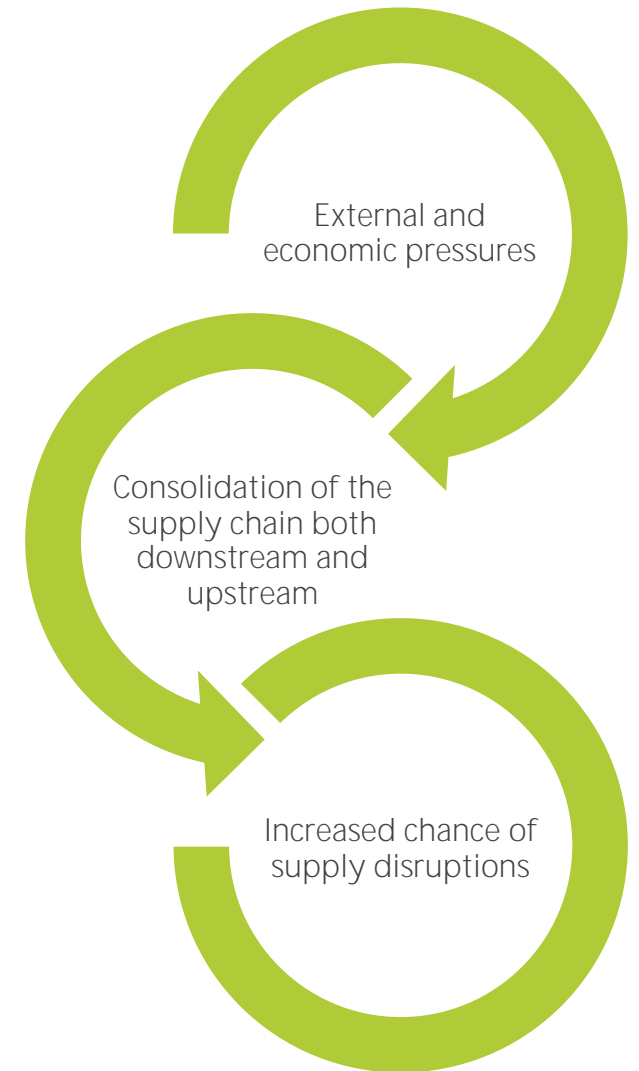 External and
economic pressures
Consolidation of the
supply chain both
downstream and
upstream
Increased chance of
supply disruptions